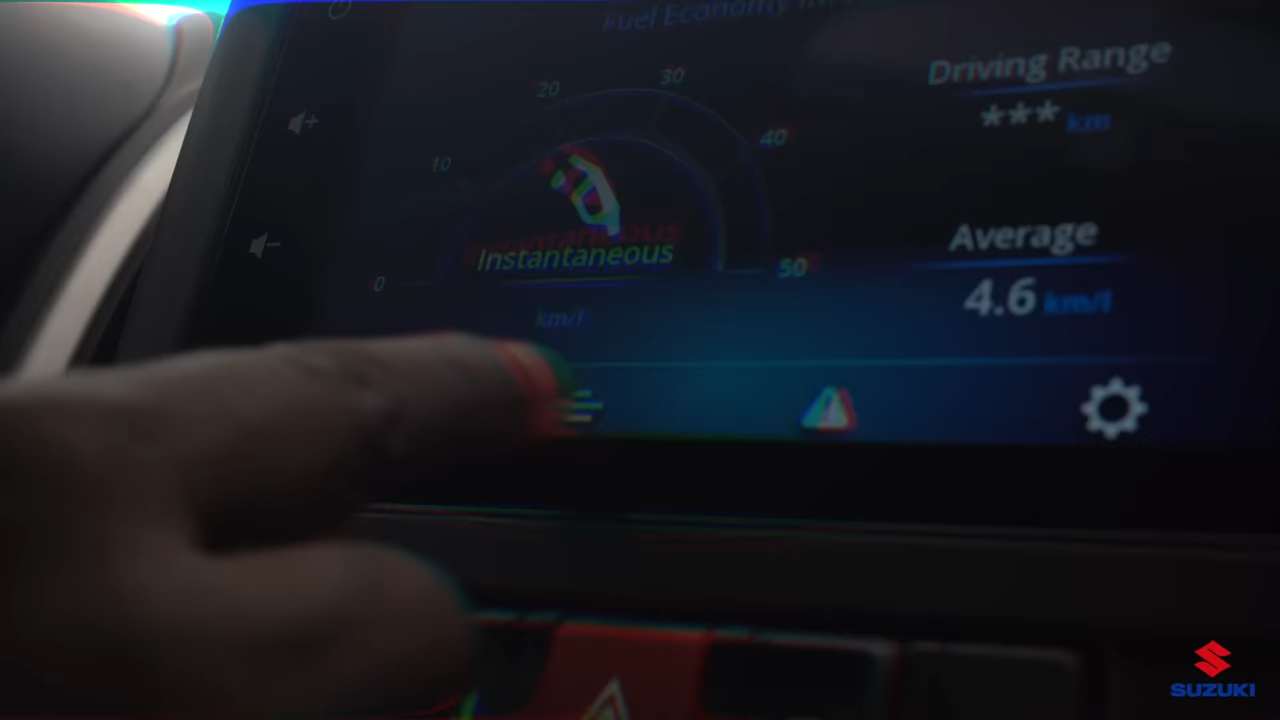 Fuel Economy
Driving Range
*** km
20
30
40
10
Instantaneous
0
50
km/l
Average
4.6 km/l
SUZUKI